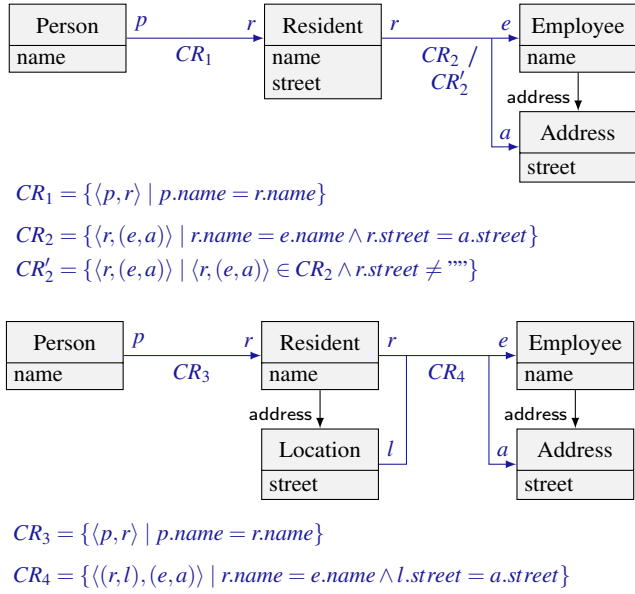 Person p r Resident r e Employee
name CR₁ name CR₂ / name
street CR′₂ address
a Address
street
CR₁ = {⟨p, r⟩ | p.name = r.name}
CR₂ = {⟨r, (e, a)⟩ | r.name = e.name ∧ r.street = a.street}
CR′₂ = {⟨r, (e, a)⟩ | ⟨r, (e, a)⟩ ∈ CR₂ ∧ r.street ≠ ””}
Person p r Resident r e Employee
name CR₃ name CR₄ name
address address
Location l a Address
street street
CR₃ = {⟨p, r⟩ | p.name = r.name}
CR₄ = {⟨(r, l), (e, a)⟩ | r.name = e.name ∧ l.street = a.street}